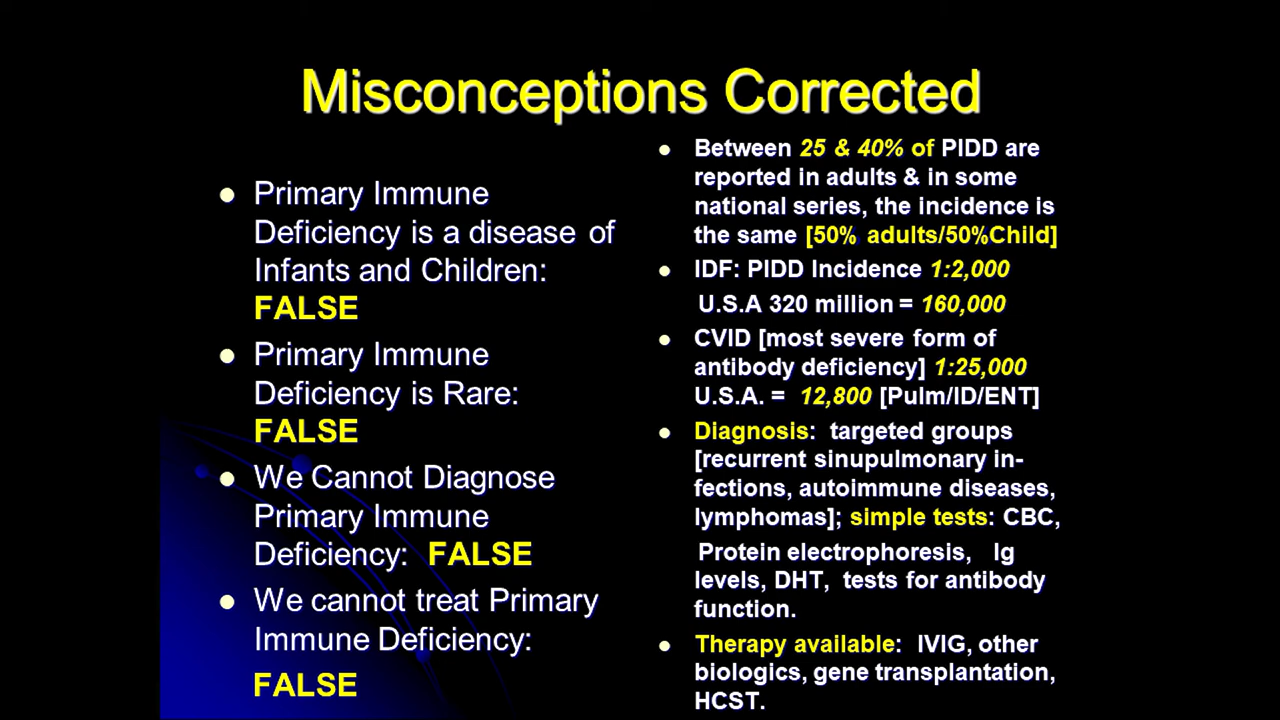 Misconceptions Corrected
Primary Immune
Deficiency is a disease of
Infants and Children:
FALSE
Primary Immune
Deficiency is Rare:
FALSE
We Cannot Diagnose
Primary Immune
Deficiency: FALSE
We cannot treat Primary
Immune Deficiency:
FALSE
Between 25 & 40% of PIDD are
reported in adults & in some
national series, the incidence is
the same [50% adults/50%Child]
IDF: PIDD Incidence 1:2,000
U.S.A 320 million = 160,000
CVID [most severe form of
antibody deficiency] 1:25,000
U.S.A. = 12,800 [Pulm/ID/ENT]
Diagnosis: targeted groups
[recurrent sinupulmonary in-
fections, autoimmune diseases,
lymphomas]; simple tests: CBC,
Protein electrophoresis, Ig
levels, DHT, tests for antibody
function.
Therapy available: IVIG, other
biologics, gene transplantation,
HCST.